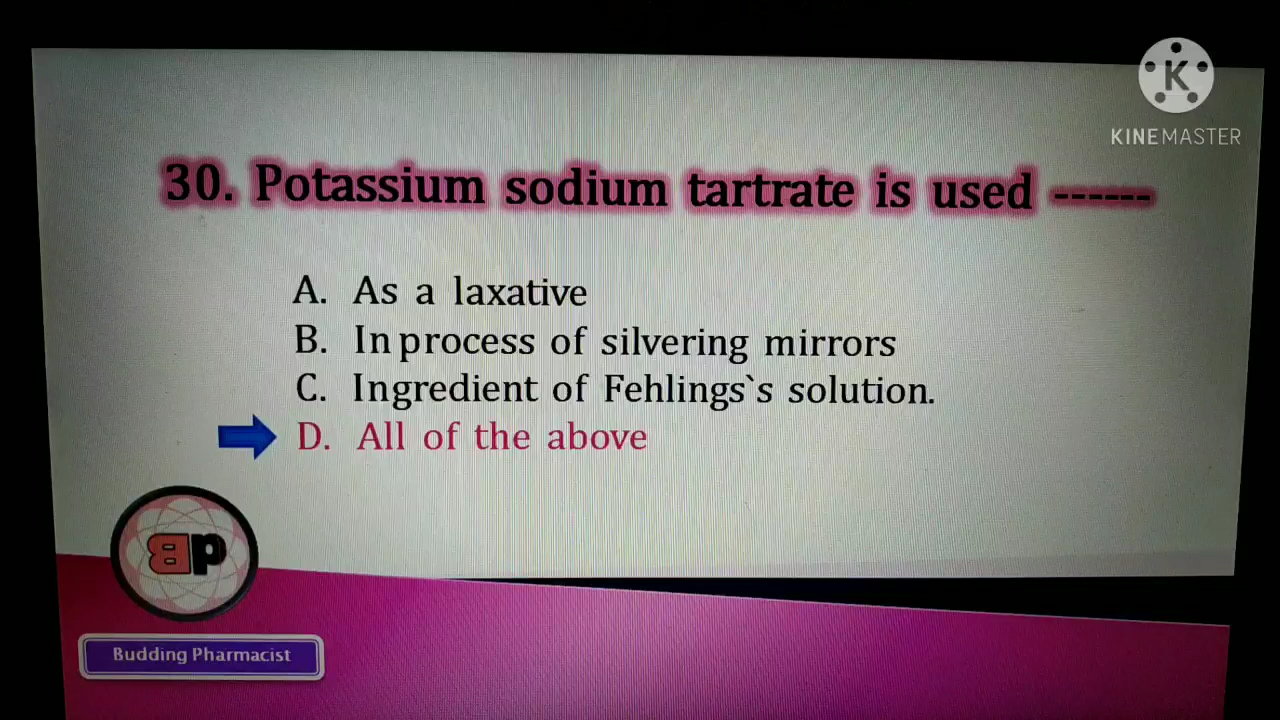 K
KINEMASTER
30. Potassium sodium tartrate is used ------
A. As a laxative
B. In process of silvering mirrors
C. Ingredient of Fehlings`s solution.
D. All of the above
BP
Budding Pharmacist